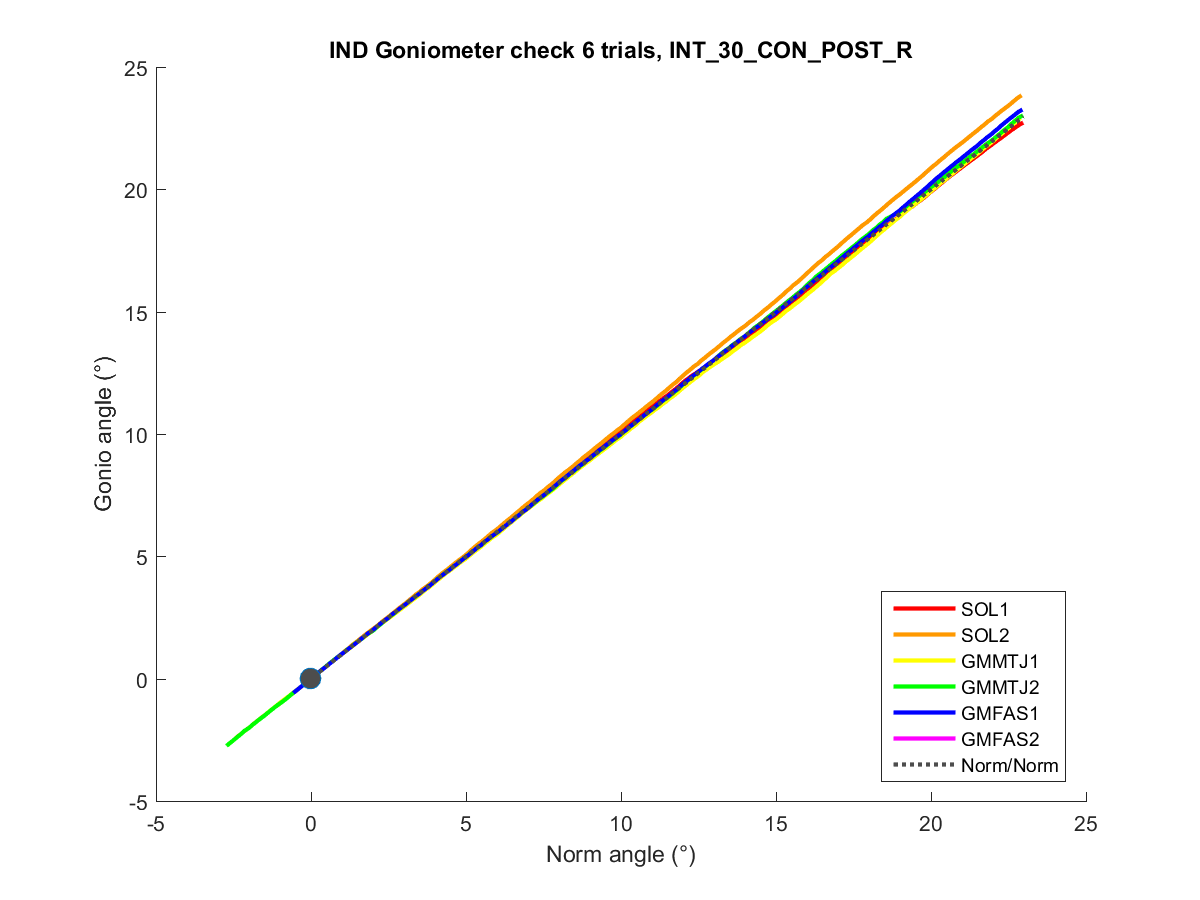 IND Goniometer check 6 trials, INT_30_CON_POST_R
25
20
15
10
5
0
-5
Gonio angle (°)
-5 0 5 10 15 20 25
Norm angle (°)
SOL1
SOL2
GMMTJ1
GMMTJ2
GMFAS1
GMFAS2
Norm/Norm